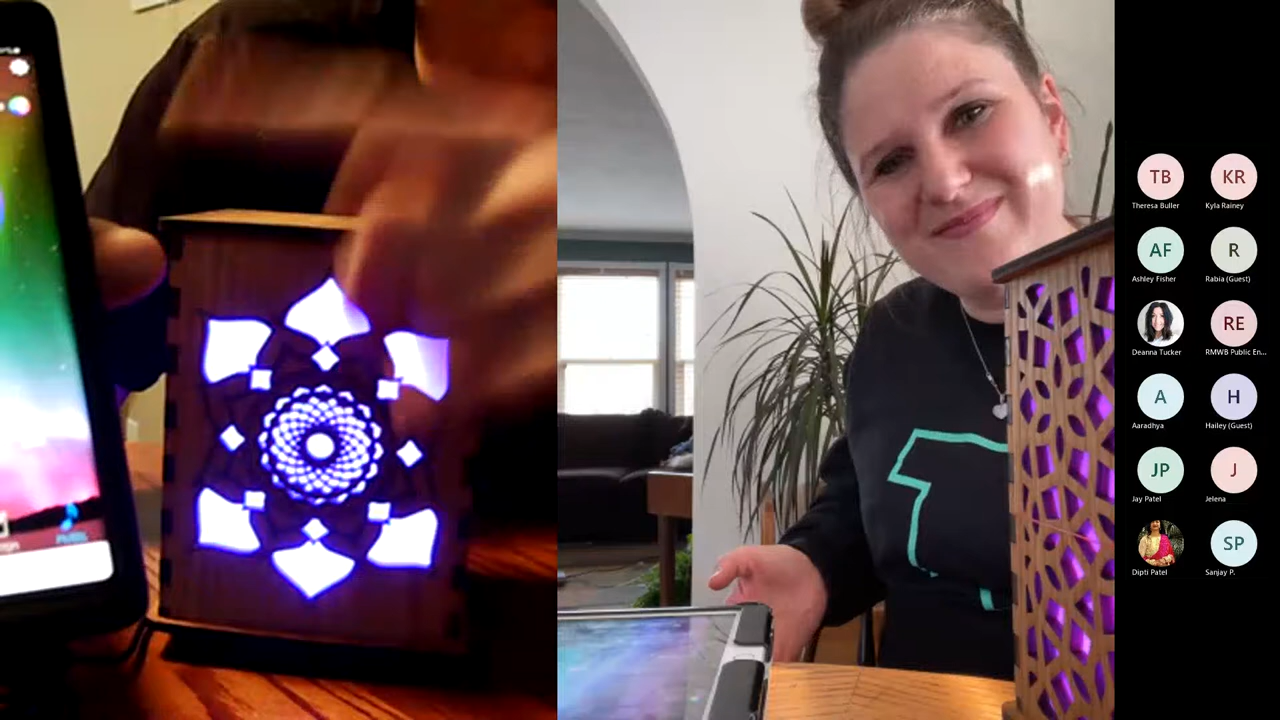 TB
KR
Theresa Buller
Kyla Rainey
AF
R
Ashley Fisher
Rabia (Guest)
RE
Deanna Tucker
RMWB Public En...
A
H
Aaradhya
Hailey (Guest)
JP
J
Jay Patel
Jelena
SP
Dipti Patel
Sanjay P.